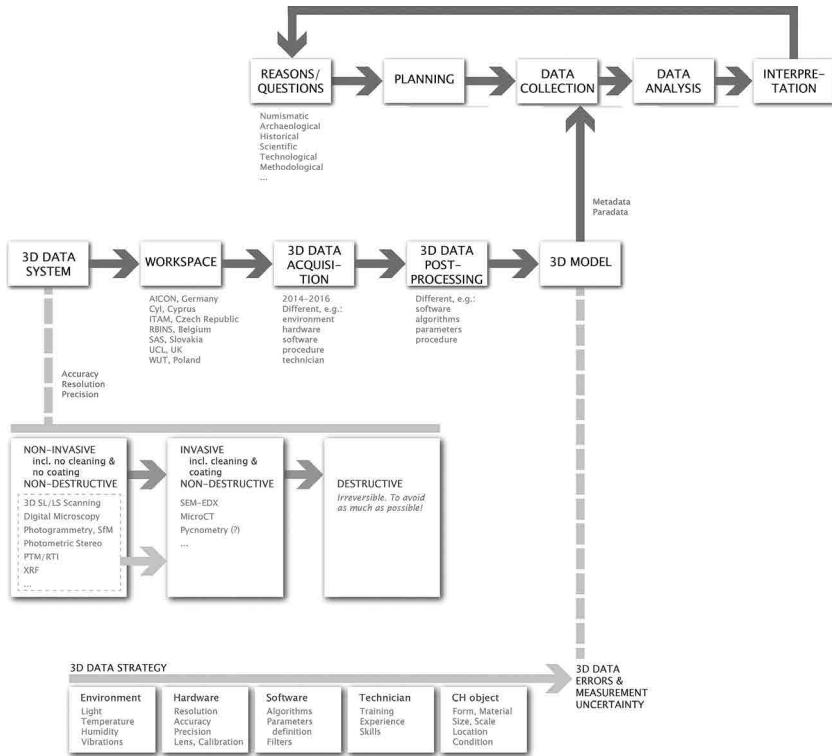 REASONS/
QUESTIONS
PLANNING
DATA
COLLECTION
DATA
ANALYSIS
INTERPRE-
TATION
Numismatic
Archaeological
Historical
Scientific
Technological
Methodological
...
Metadata
Paradata
3D DATA
SYSTEM
WORKSPACE
3D DATA
ACQUISI-
TION
3D DATA
POST-
PROCESSING
3D MODEL
AICON, Germany
CyI, Cyprus
ITAM, Czech Republic
RBINS, Belgium
SAS, Slovakia
UCL, UK
WUT, Poland
2014-2016
Different, e.g.:
environment
hardware
software
procedure
technician
Different, e.g.:
software
algorithms
parameters
procedure
Accuracy
Resolution
Precision
NON-INVASIVE
incl. no cleaning &
no coating
NON-DESTRUCTIVE
3D SL/LS Scanning
Digital Microscopy
Photogrammetry, SfM
Photometric Stereo
PTM/RTI
XRF
...
INVASIVE
incl. cleaning &
coating
NON-DESTRUCTIVE
SEM-EDX
MicroCT
Pycnometry (?)
...
DESTRUCTIVE
Irreversible. To avoid
as much as possible!
3D DATA STRATEGY
3D DATA
ERRORS &
MEASUREMENT
UNCERTAINTY
Environment
Light
Temperature
Humidity
Vibrations
Hardware
Resolution
Accuracy
Precision
Lens, Calibration
Software
Algorithms
Parameters
definition
Filters
Technician
Training
Experience
Skills
CH object
Form, Material
Size, Scale
Location
Condition